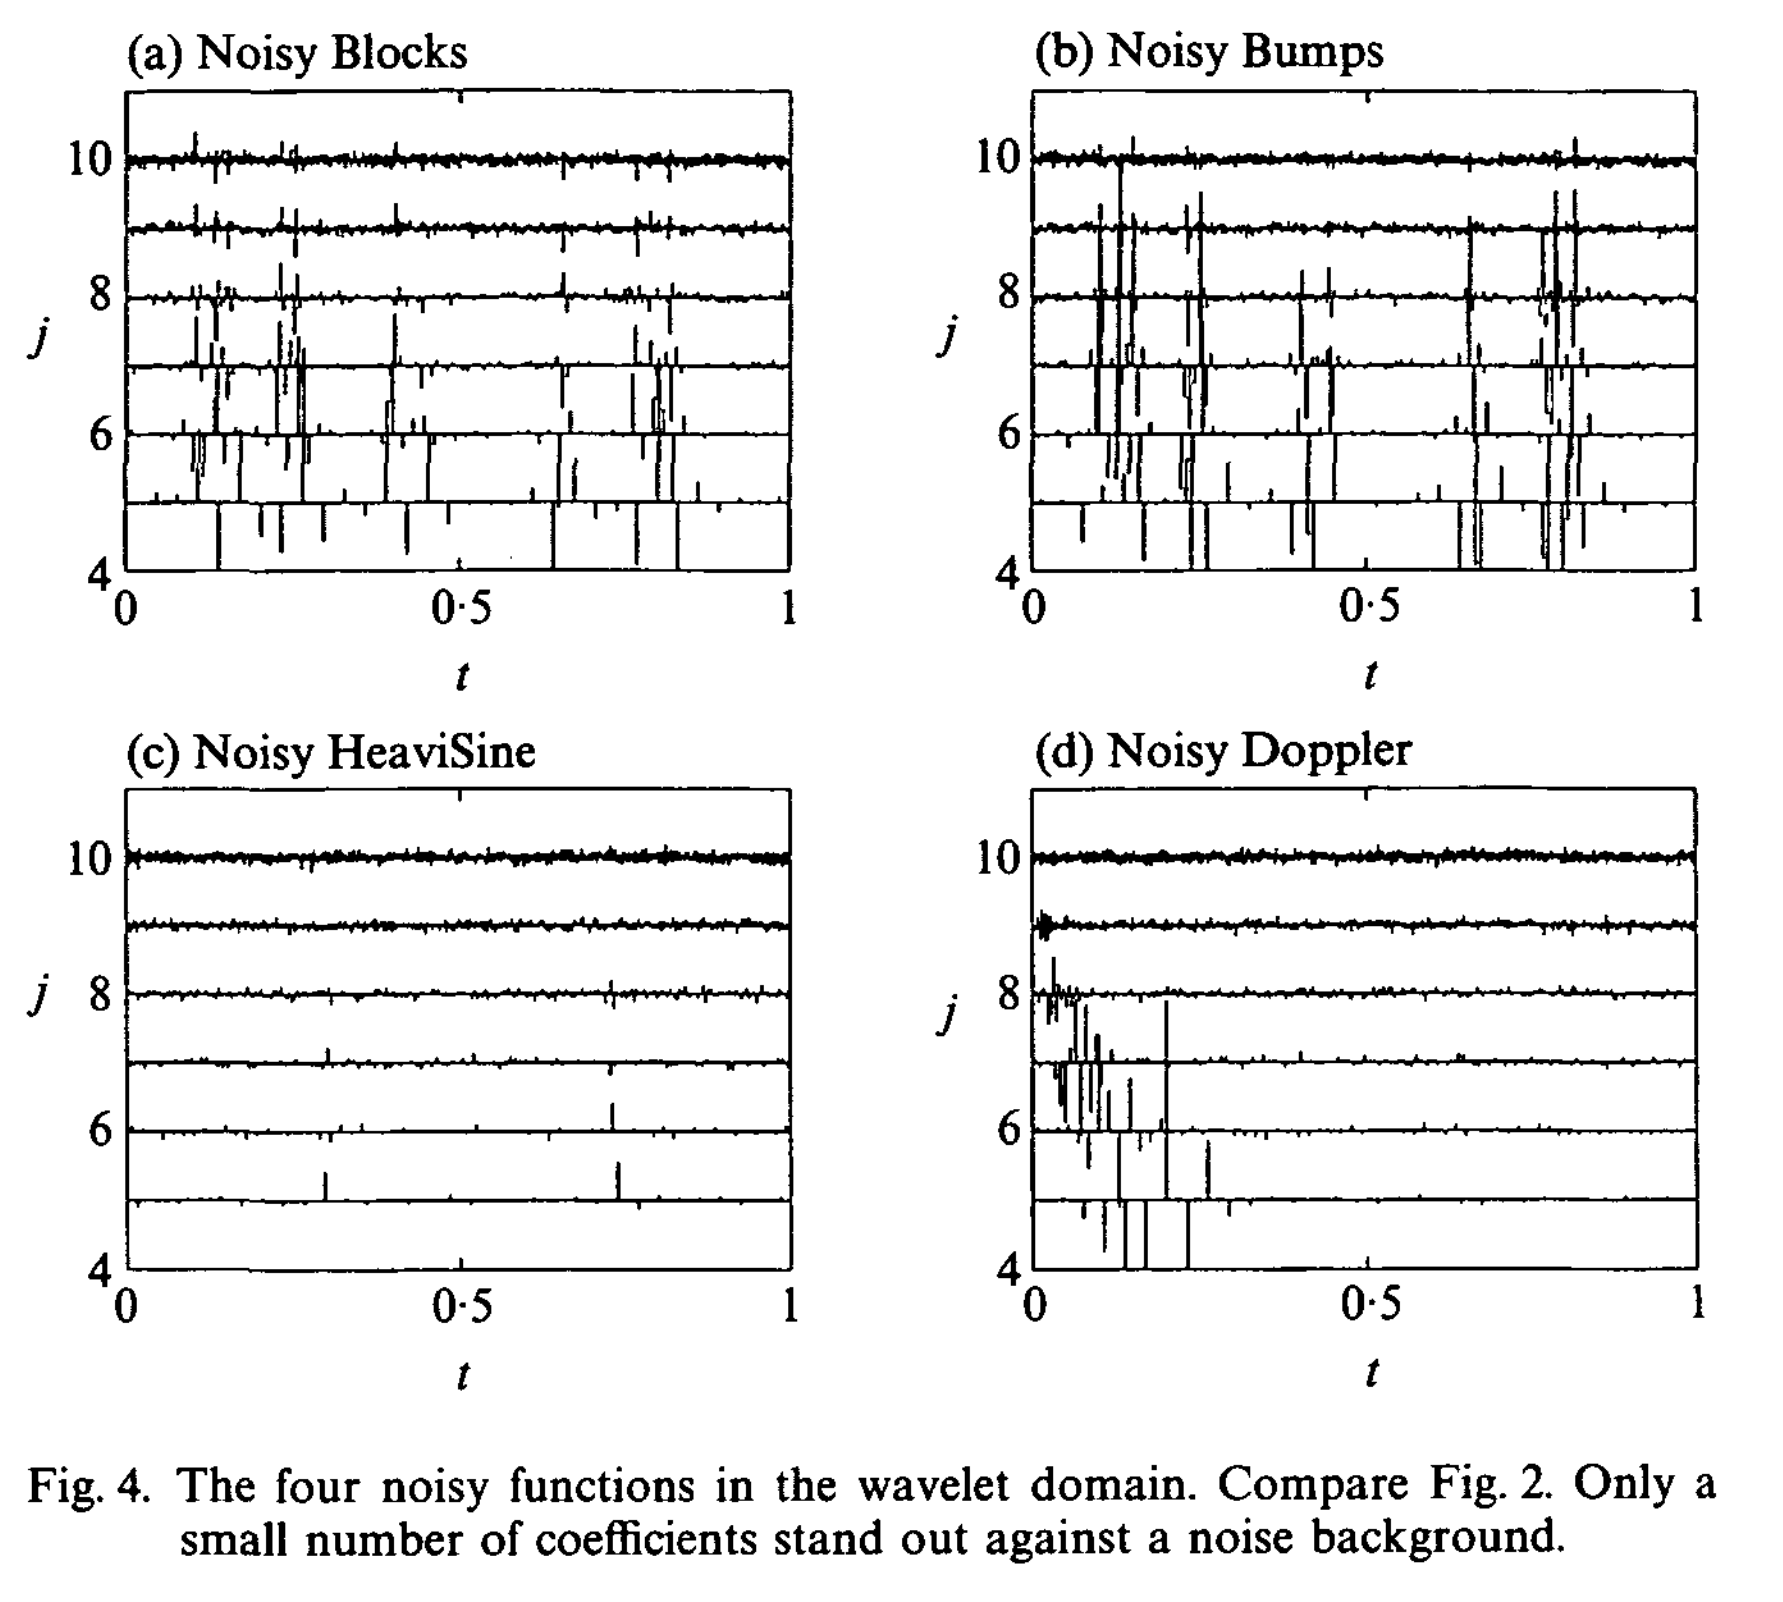 (a) Noisy Blocks
(b) Noisy Bumps
10
8
j
6
4
0
0·5
1
t
10
8
j
6
4
0
0·5
1
t
(c) Noisy HeaviSine
(d) Noisy Doppler
10
j
8
6
4
0
0·5
1
t
10
8
j
6
4
0
0·5
1
t
Fig. 4. The four noisy functions in the wavelet domain. Compare Fig. 2. Only a
small number of coefficients stand out against a noise background.